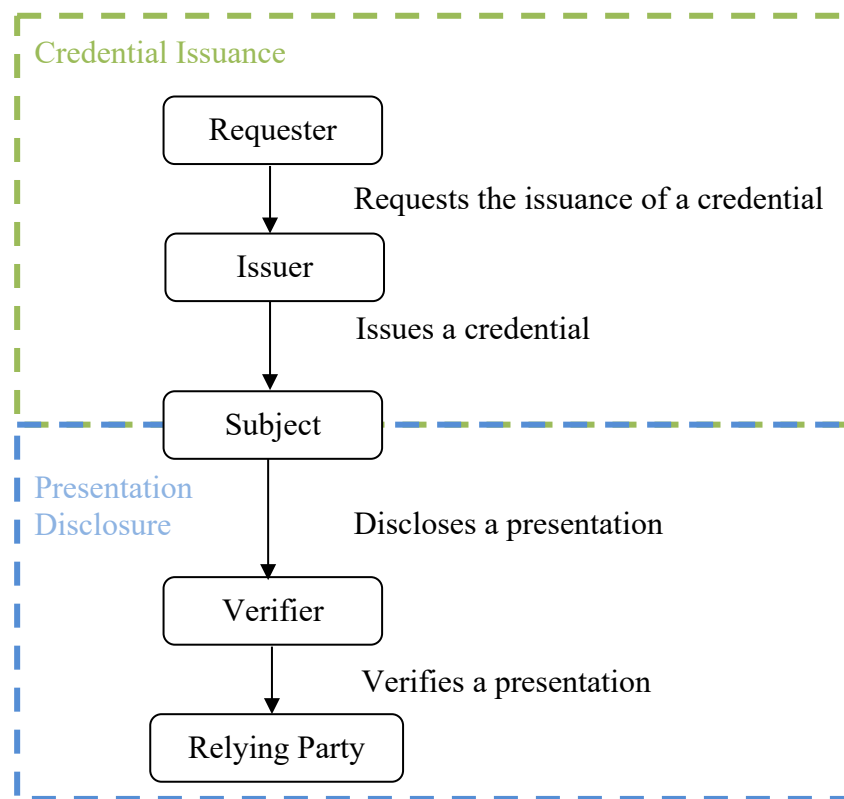 Credential Issuance
Requester
Requests the issuance of a credential
Issuer
Issues a credential
Subject
Presentation
Disclosure
Discloses a presentation
Verifier
Verifies a presentation
Relying Party